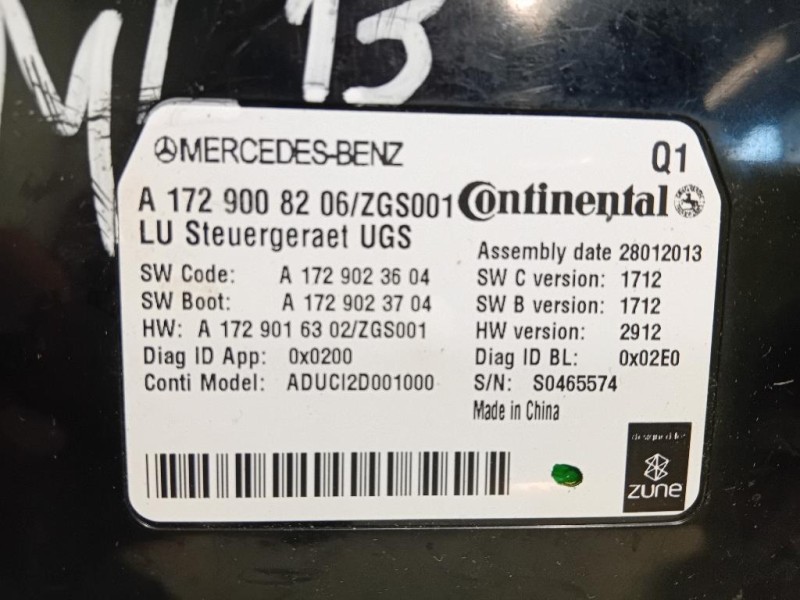 ML 13
MERCEDES-BENZ Q1
A 172 900 82 06/ZGS001 Continental
LU Steuergeraet UGS
Assembly date 28012013
SW Code: A 172 902 36 04 SW C version: 1712
SW Boot: A 172 902 37 04 SW B version: 1712
HW: A 172 901 63 02/ZGS001 HW version: 2912
Diag ID App: 0x0200 Diag ID BL: 0x02E0
Conti Model: ADUCI2D001000 S/N: S0465574
Made in China
designed for
zune